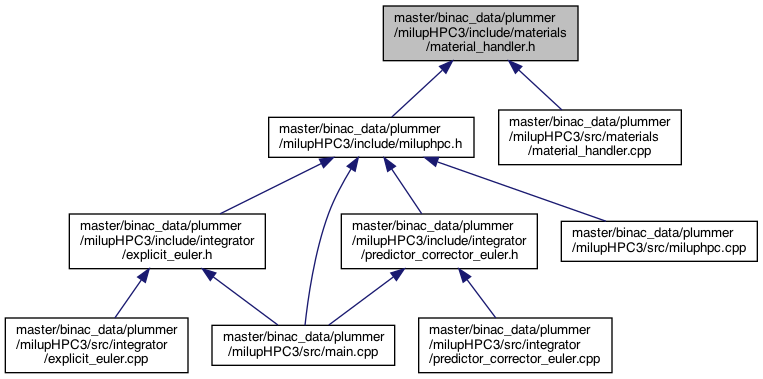 master/binac_data/plummer
/milupHPC3/include/materials
/material_handler.h
master/binac_data/plummer
/milupHPC3/include/miluphpc.h
master/binac_data/plummer
/milupHPC3/src/materials
/material_handler.cpp
master/binac_data/plummer
/milupHPC3/include/integrator
/explicit_euler.h
master/binac_data/plummer
/milupHPC3/include/integrator
/predictor_corrector_euler.h
master/binac_data/plummer
/milupHPC3/src/miluphpc.cpp
master/binac_data/plummer
/milupHPC3/src/integrator
/explicit_euler.cpp
master/binac_data/plummer
/milupHPC3/src/main.cpp
master/binac_data/plummer
/milupHPC3/src/integrator
/predictor_corrector_euler.cpp